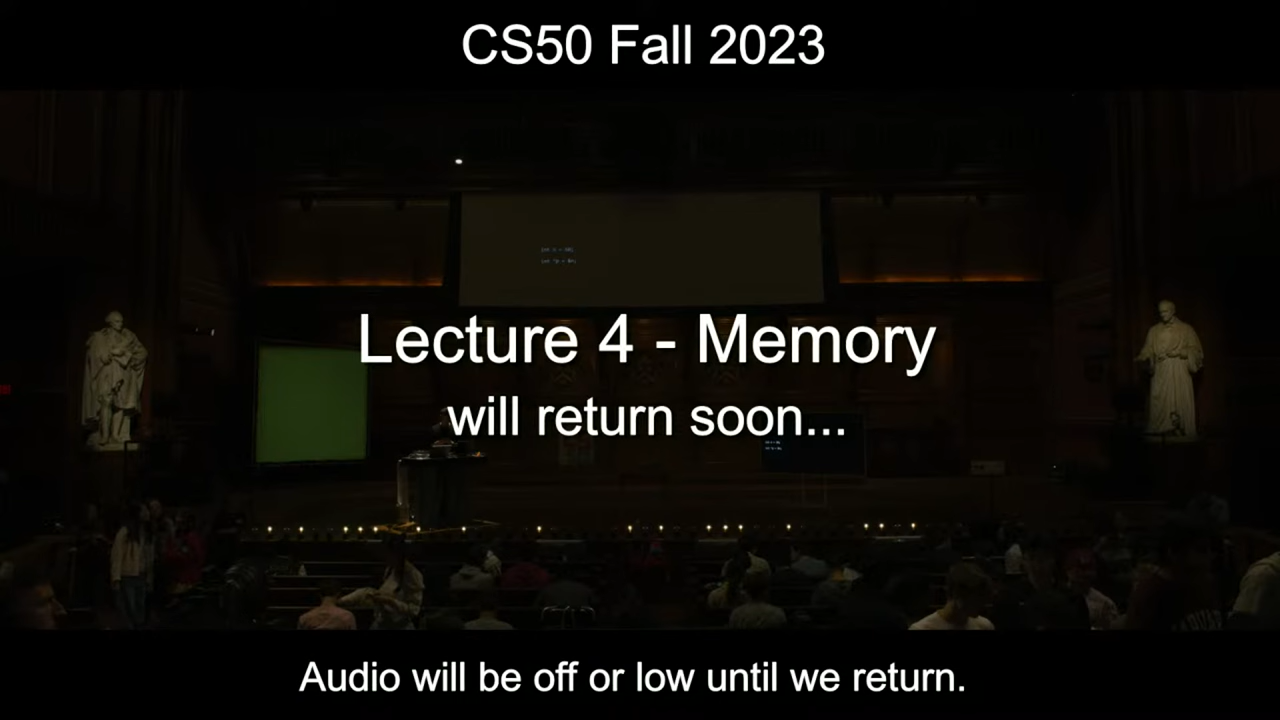 CS50 Fall 2023
Lecture 4 - Memory
will return soon...
Audio will be off or low until we return.